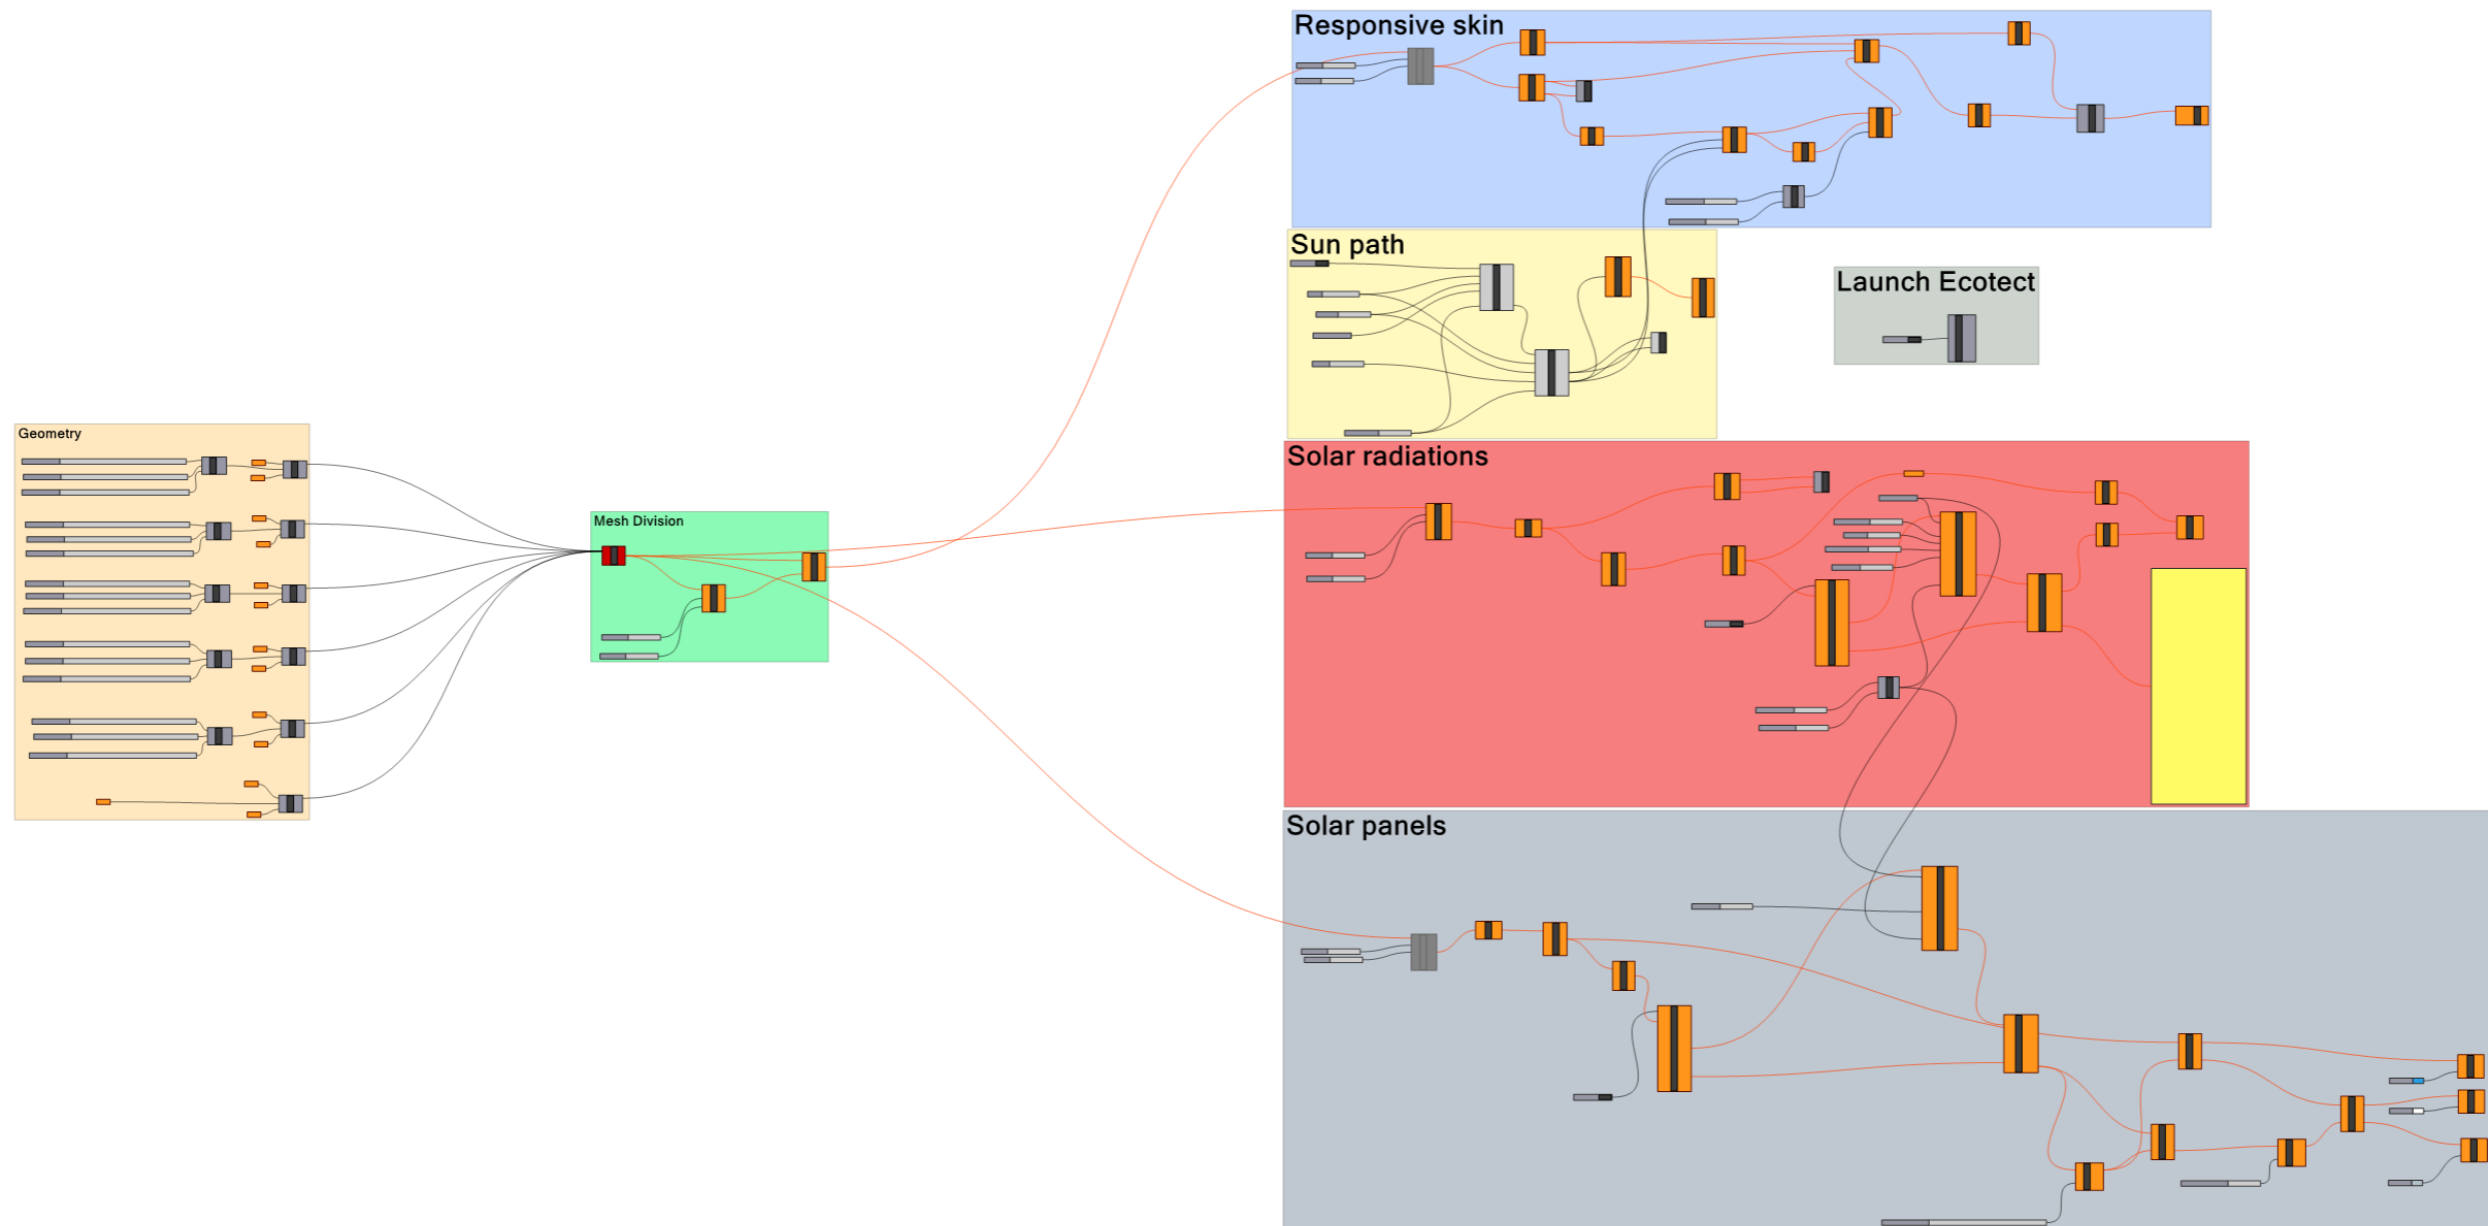 Responsive skin
Sun path
Launch Ecotect
Geometry
Solar radiations
Mesh Division
Solar panels